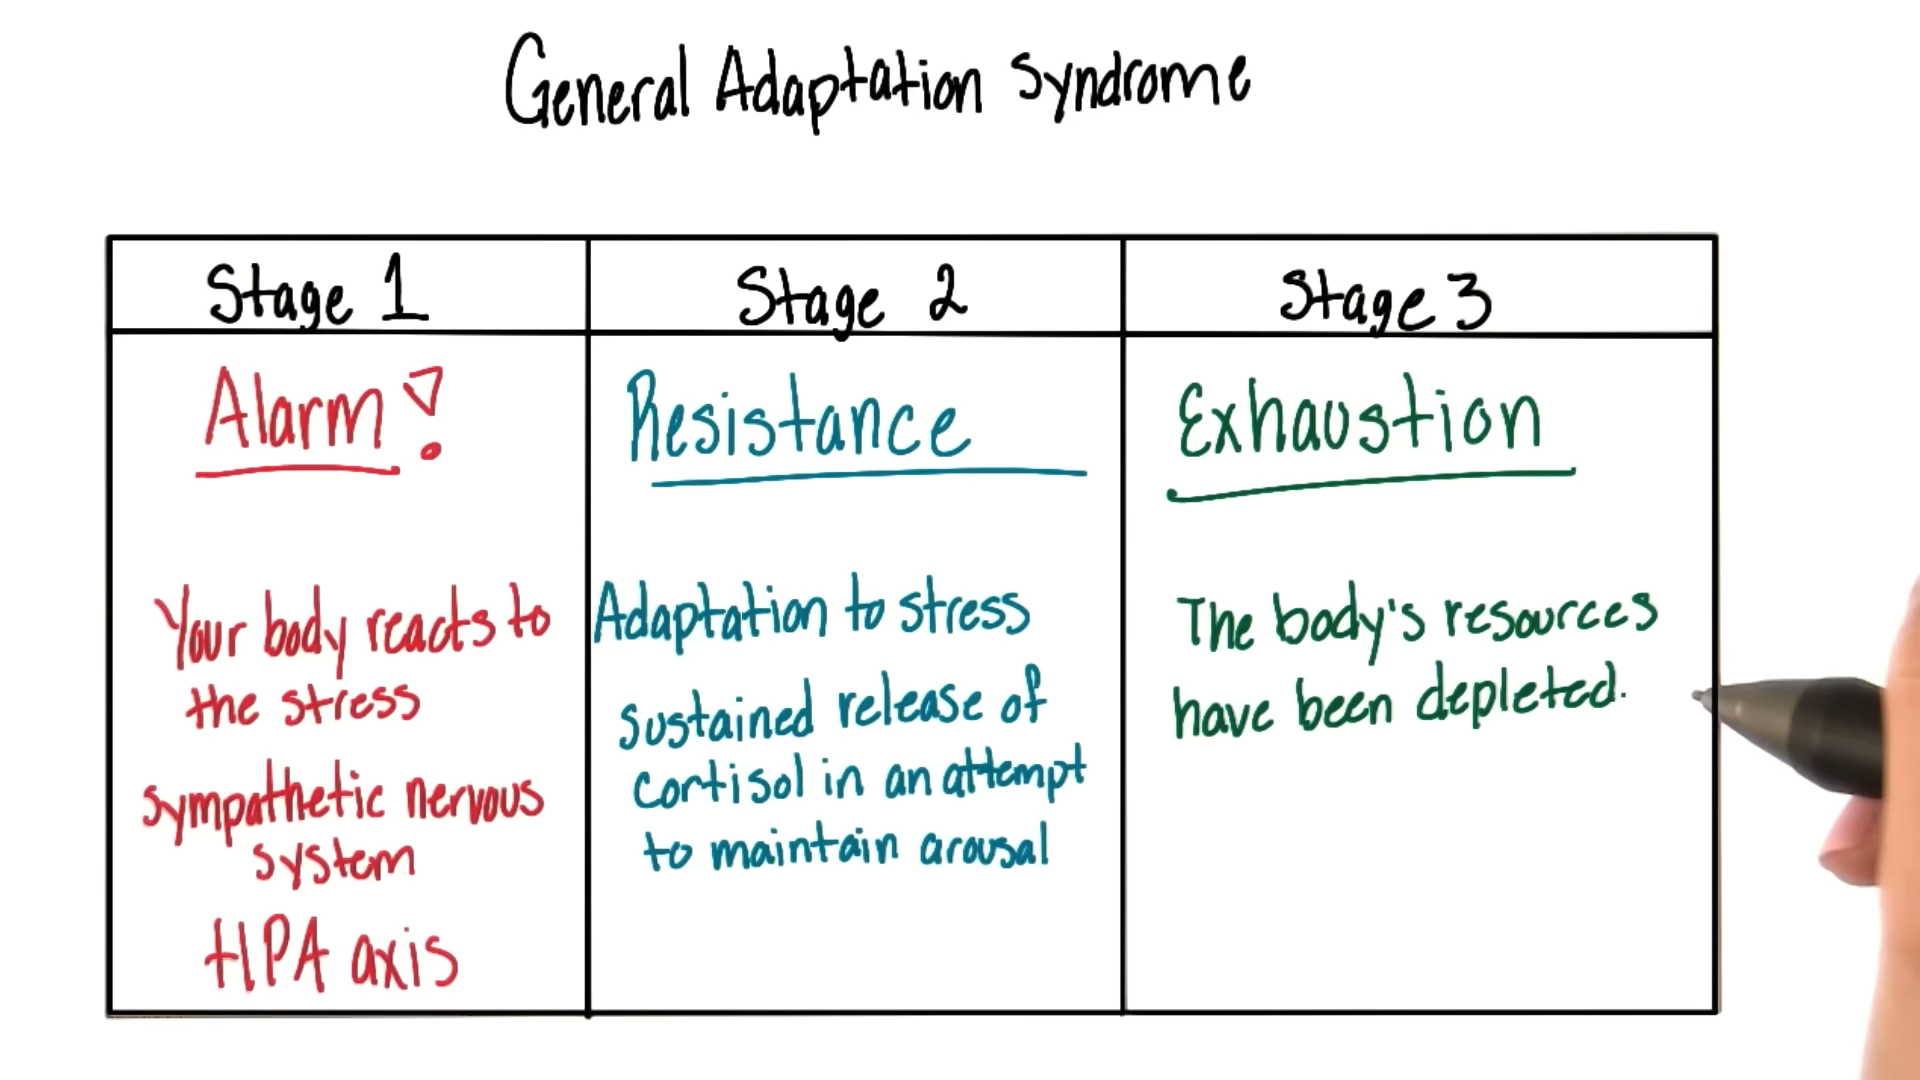 General Adaptation Syndrome
Stage 1
Stage 2
Stage 3
Alarm!
Your body reacts to
the stress
sympathetic nervous
system
HPA axis
Resistance
Adaptation to stress
sustained release of
cortisol in an attempt
to maintain arousal
Exhaustion
The body's resources
have been depleted.